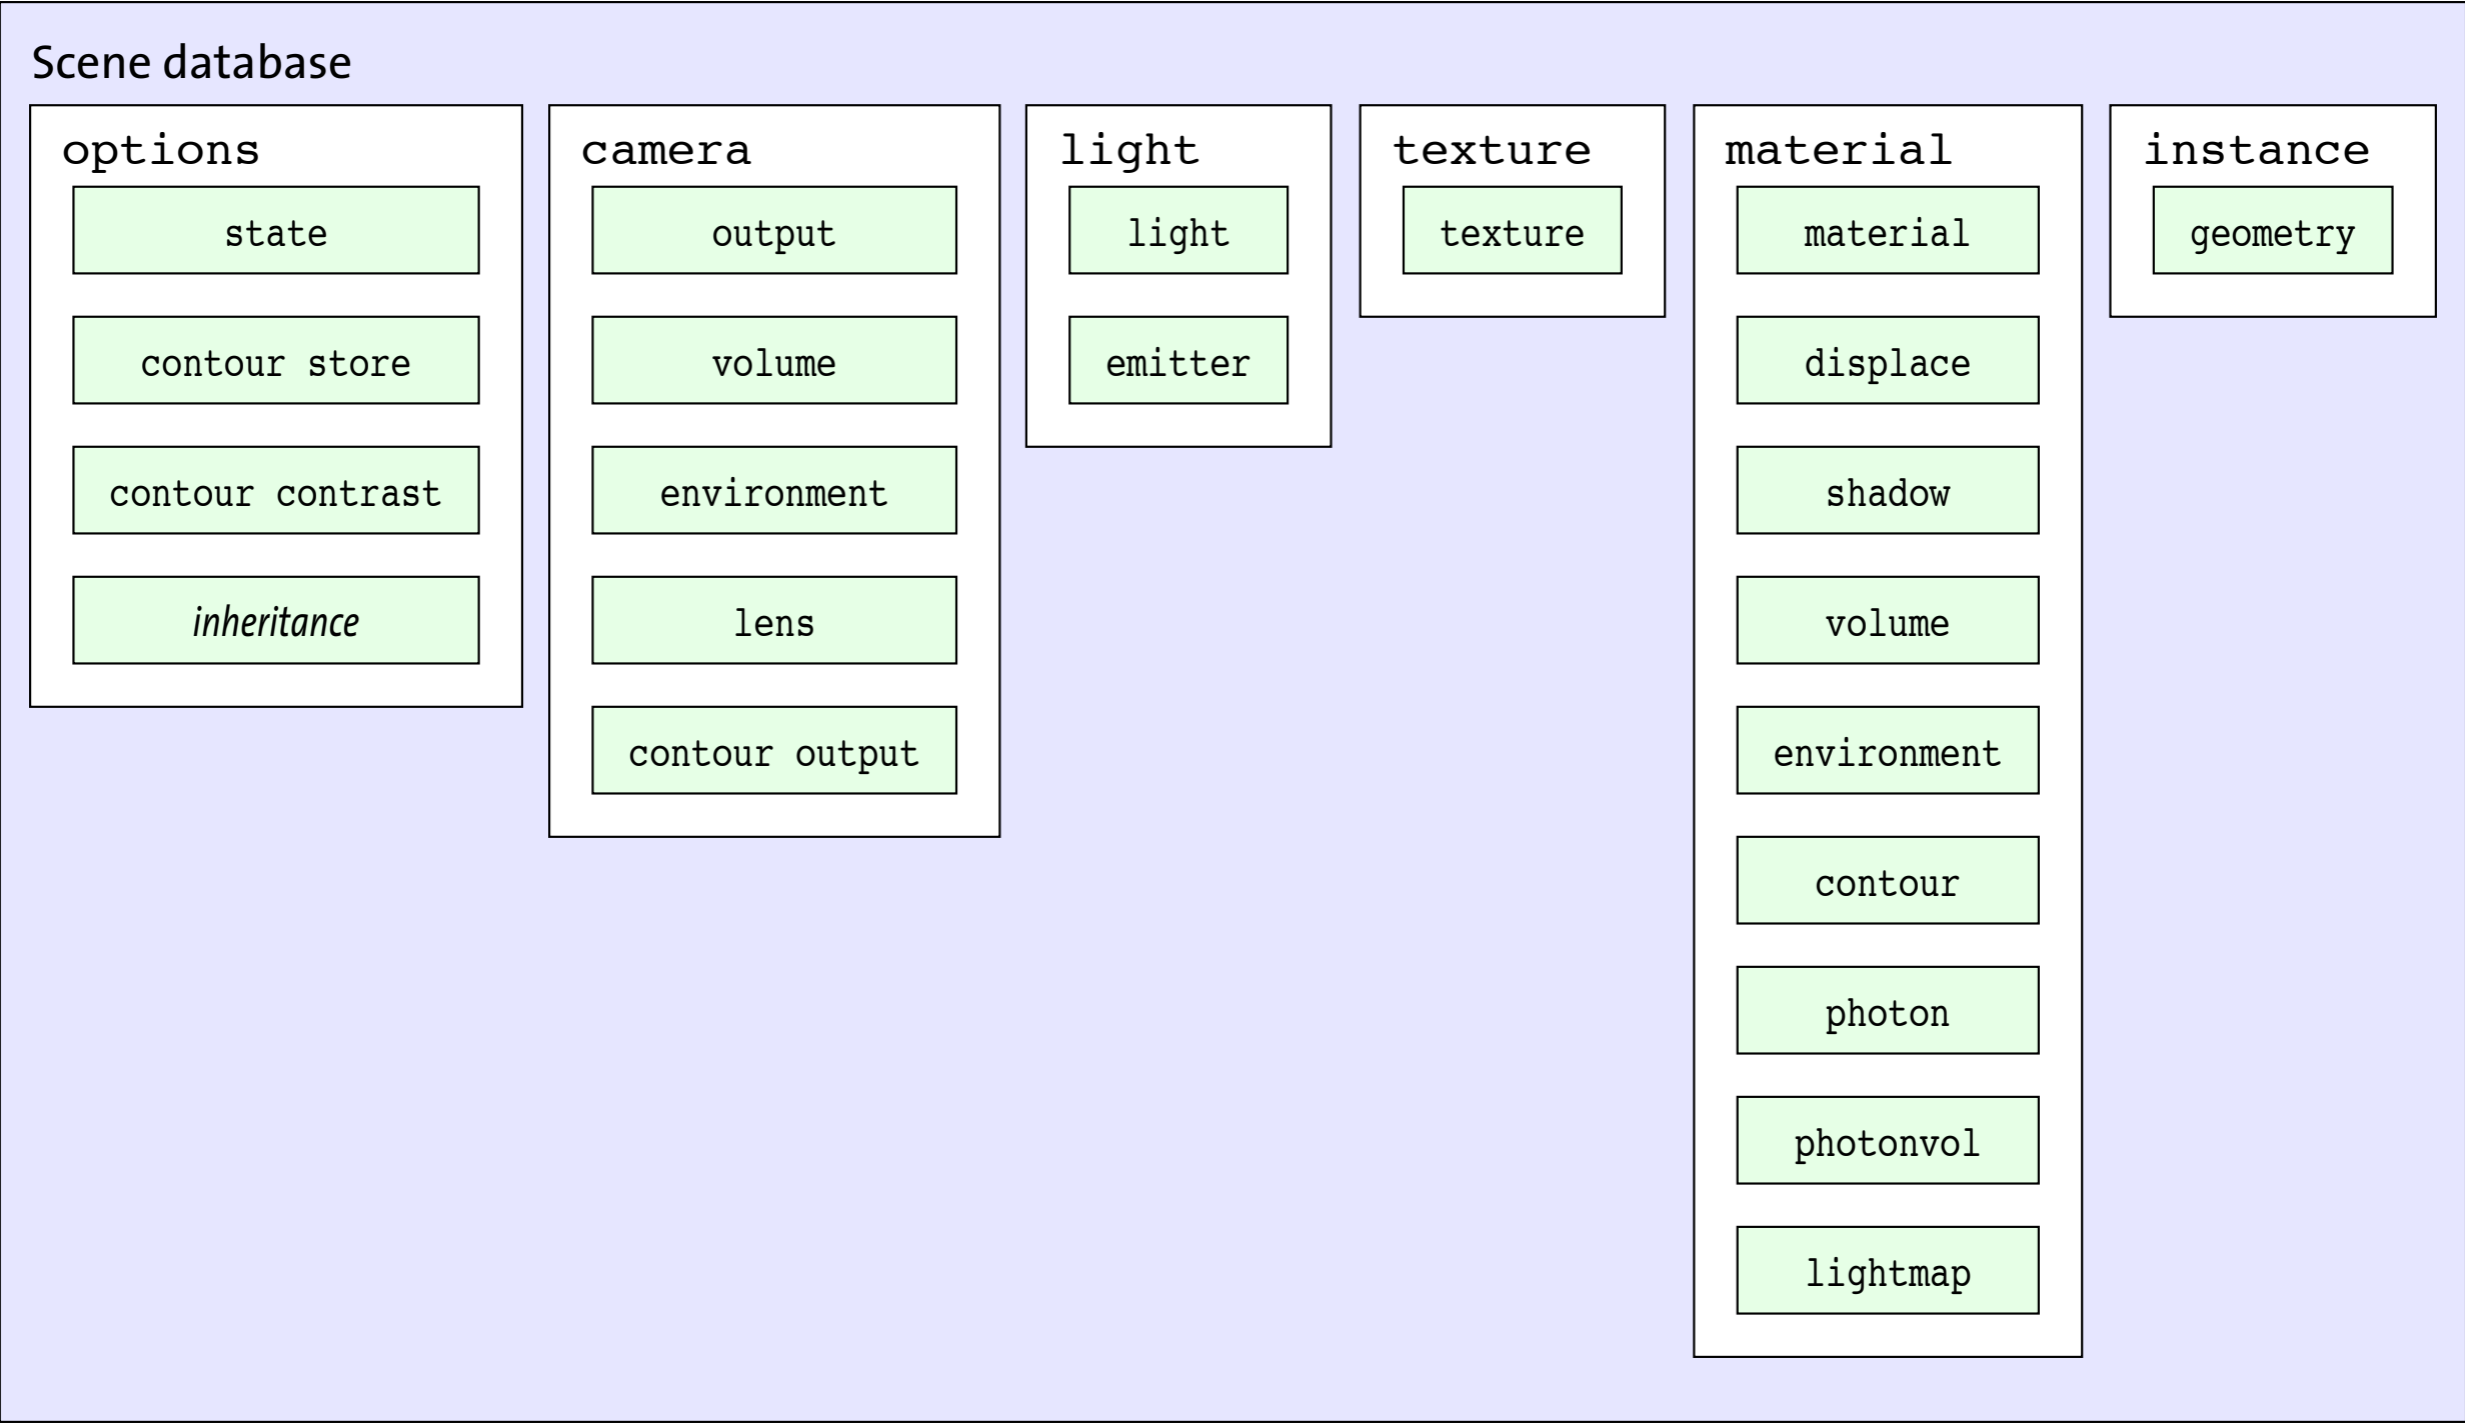 Scene database
options
state
contour store
contour contrast
inheritance
camera
output
volume
environment
lens
contour output
light
light
emitter
texture
texture
material
material
displace
shadow
volume
environment
contour
photon
photonvol
lightmap
instance
geometry